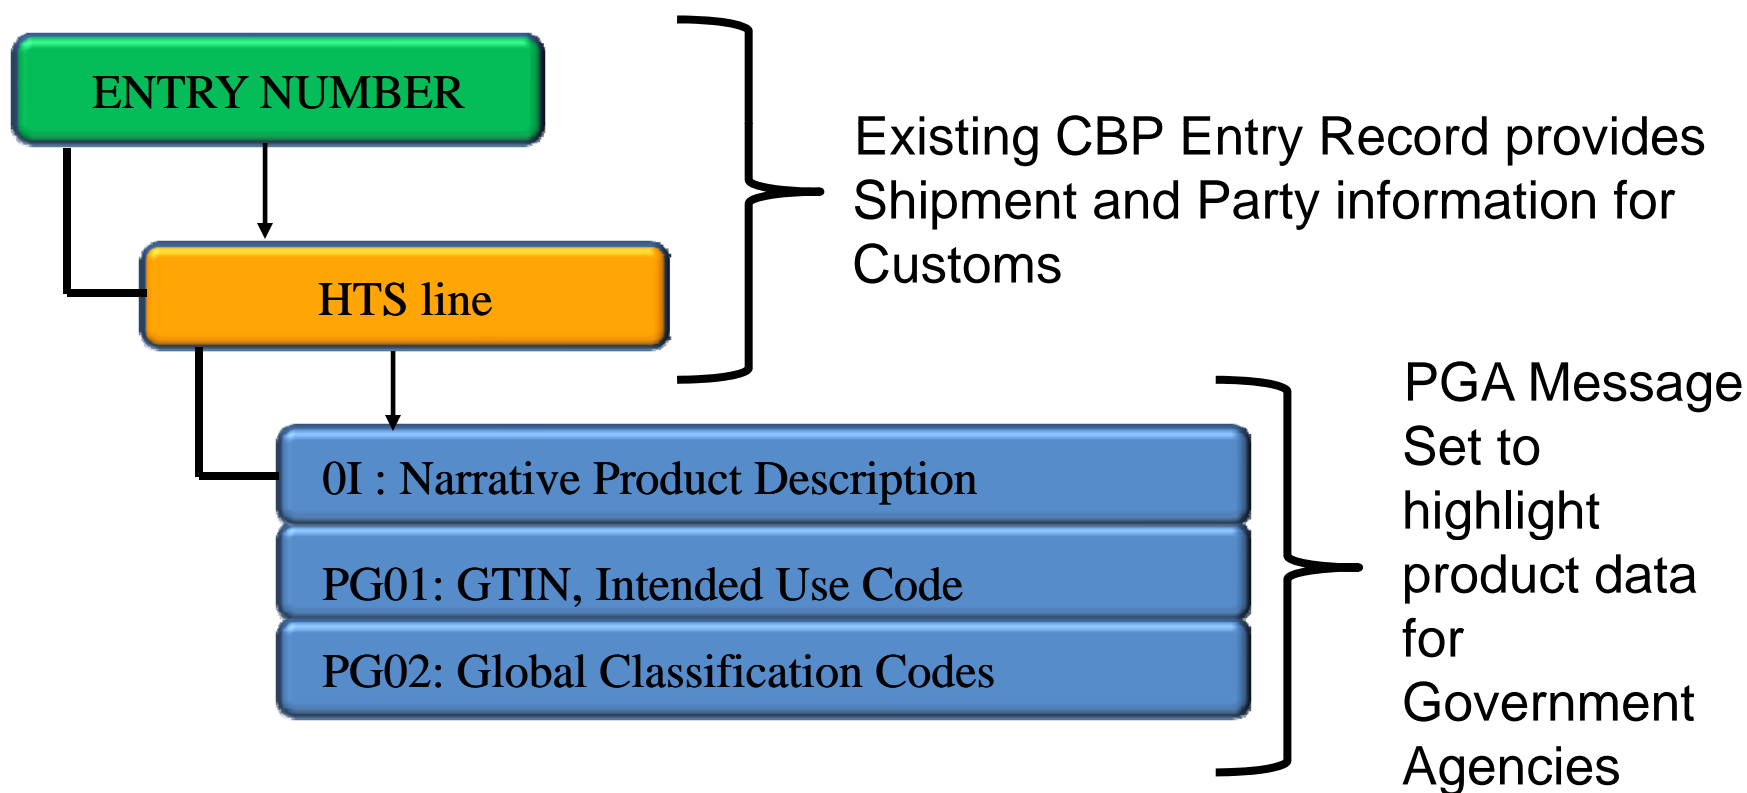 ENTRY NUMBER
Existing CBP Entry Record provides
Shipment and Party information for
Customs
HTS line
0I : Narrative Product Description
PG01: GTIN, Intended Use Code
PG02: Global Classification Codes
PGA Message
Set to
highlight
product data
for
Government
Agencies